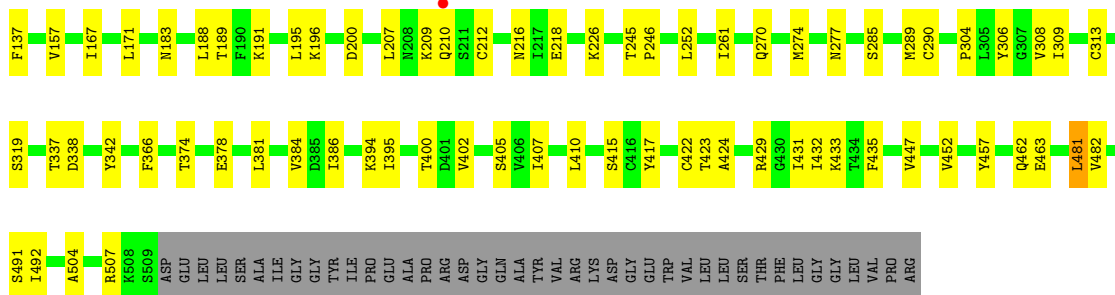 F137 V157 I167 L171 N183 L188 T189 F190 K191 L195 K196 D200 L207 N208 K209 Q210 S211 C212 N216 I217 E218 K226 T245 P246 L252 I261 Q270 M274 N277 S285 M289 C290 P304 L305 Y306 G307 V308 I309 C313
S319 T337 D338 Y342 F366 T374 E378 L381 V384 D385 I386 K394 I395 T400 D401 V402 S405 V406 I407 L410 S415 C416 Y417 C422 T423 A424 R429 G430 I431 I432 K433 T434 F435 V447 V452 Y457 Q462 E463 L481 V482
S491 I492 A504 R507 K508 S509 ASP GLU LEU LEU SER ALA ILE GLY GLY TYR ILE PRO GLU ALA PRO ARG ASP GLY GLN ALA TYR VAL ARG LYS ASP GLY GLU TRP VAL LEU LEU SER THR PHE LEU GLY GLY LEU VAL PRO ARG